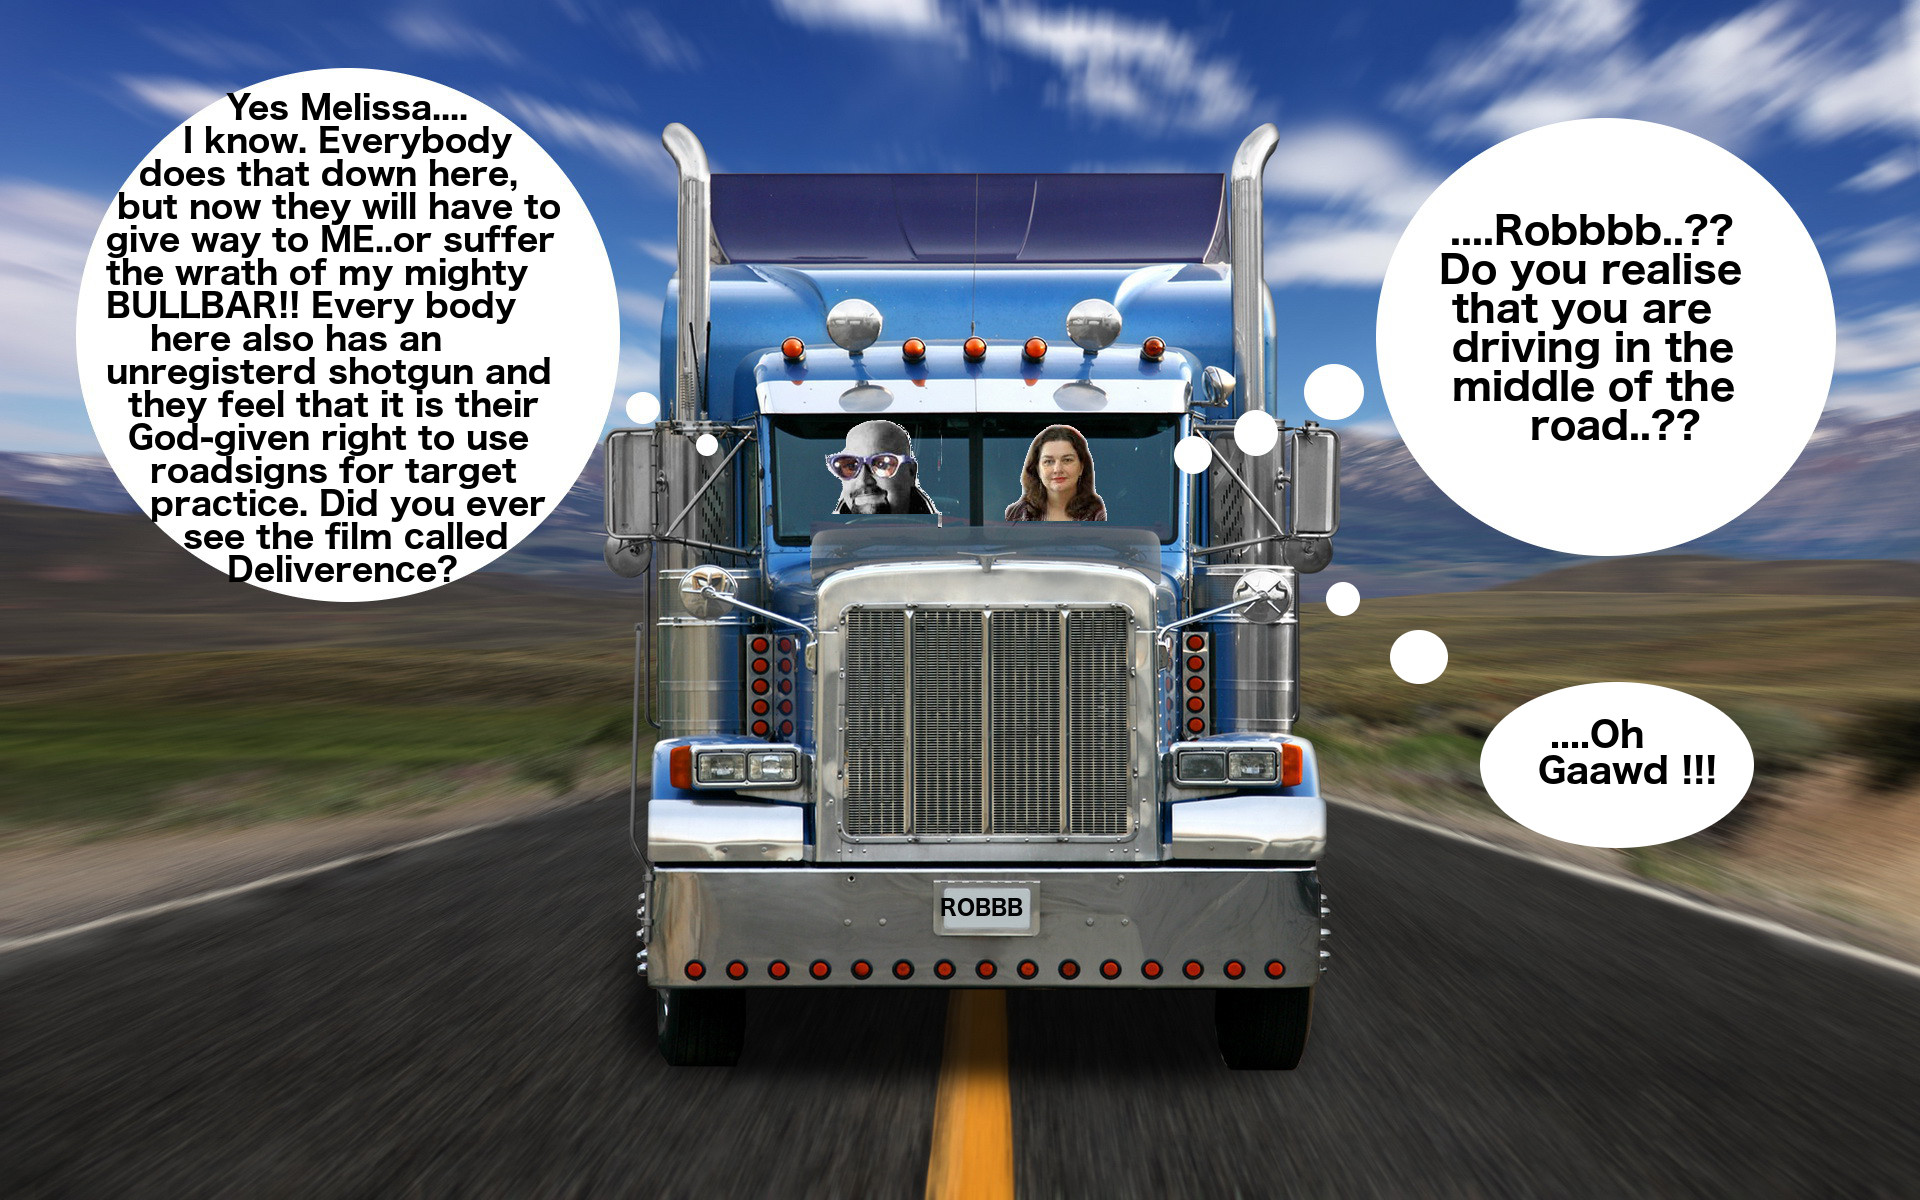 Yes Melissa....
I know. Everybody
does that down here,
but now they will have to
give way to ME..or suffer
the wrath of my mighty
BULLBAR!! Every body
here also has an
unregisterd shotgun and
they feel that it is their
God-given right to use
roadsigns for target
practice. Did you ever
see the film called
Deliverence?
....Robbbb..??
Do you realise
that you are
driving in the
middle of the
road..??
....Oh
Gaawd !!!
ROBBB